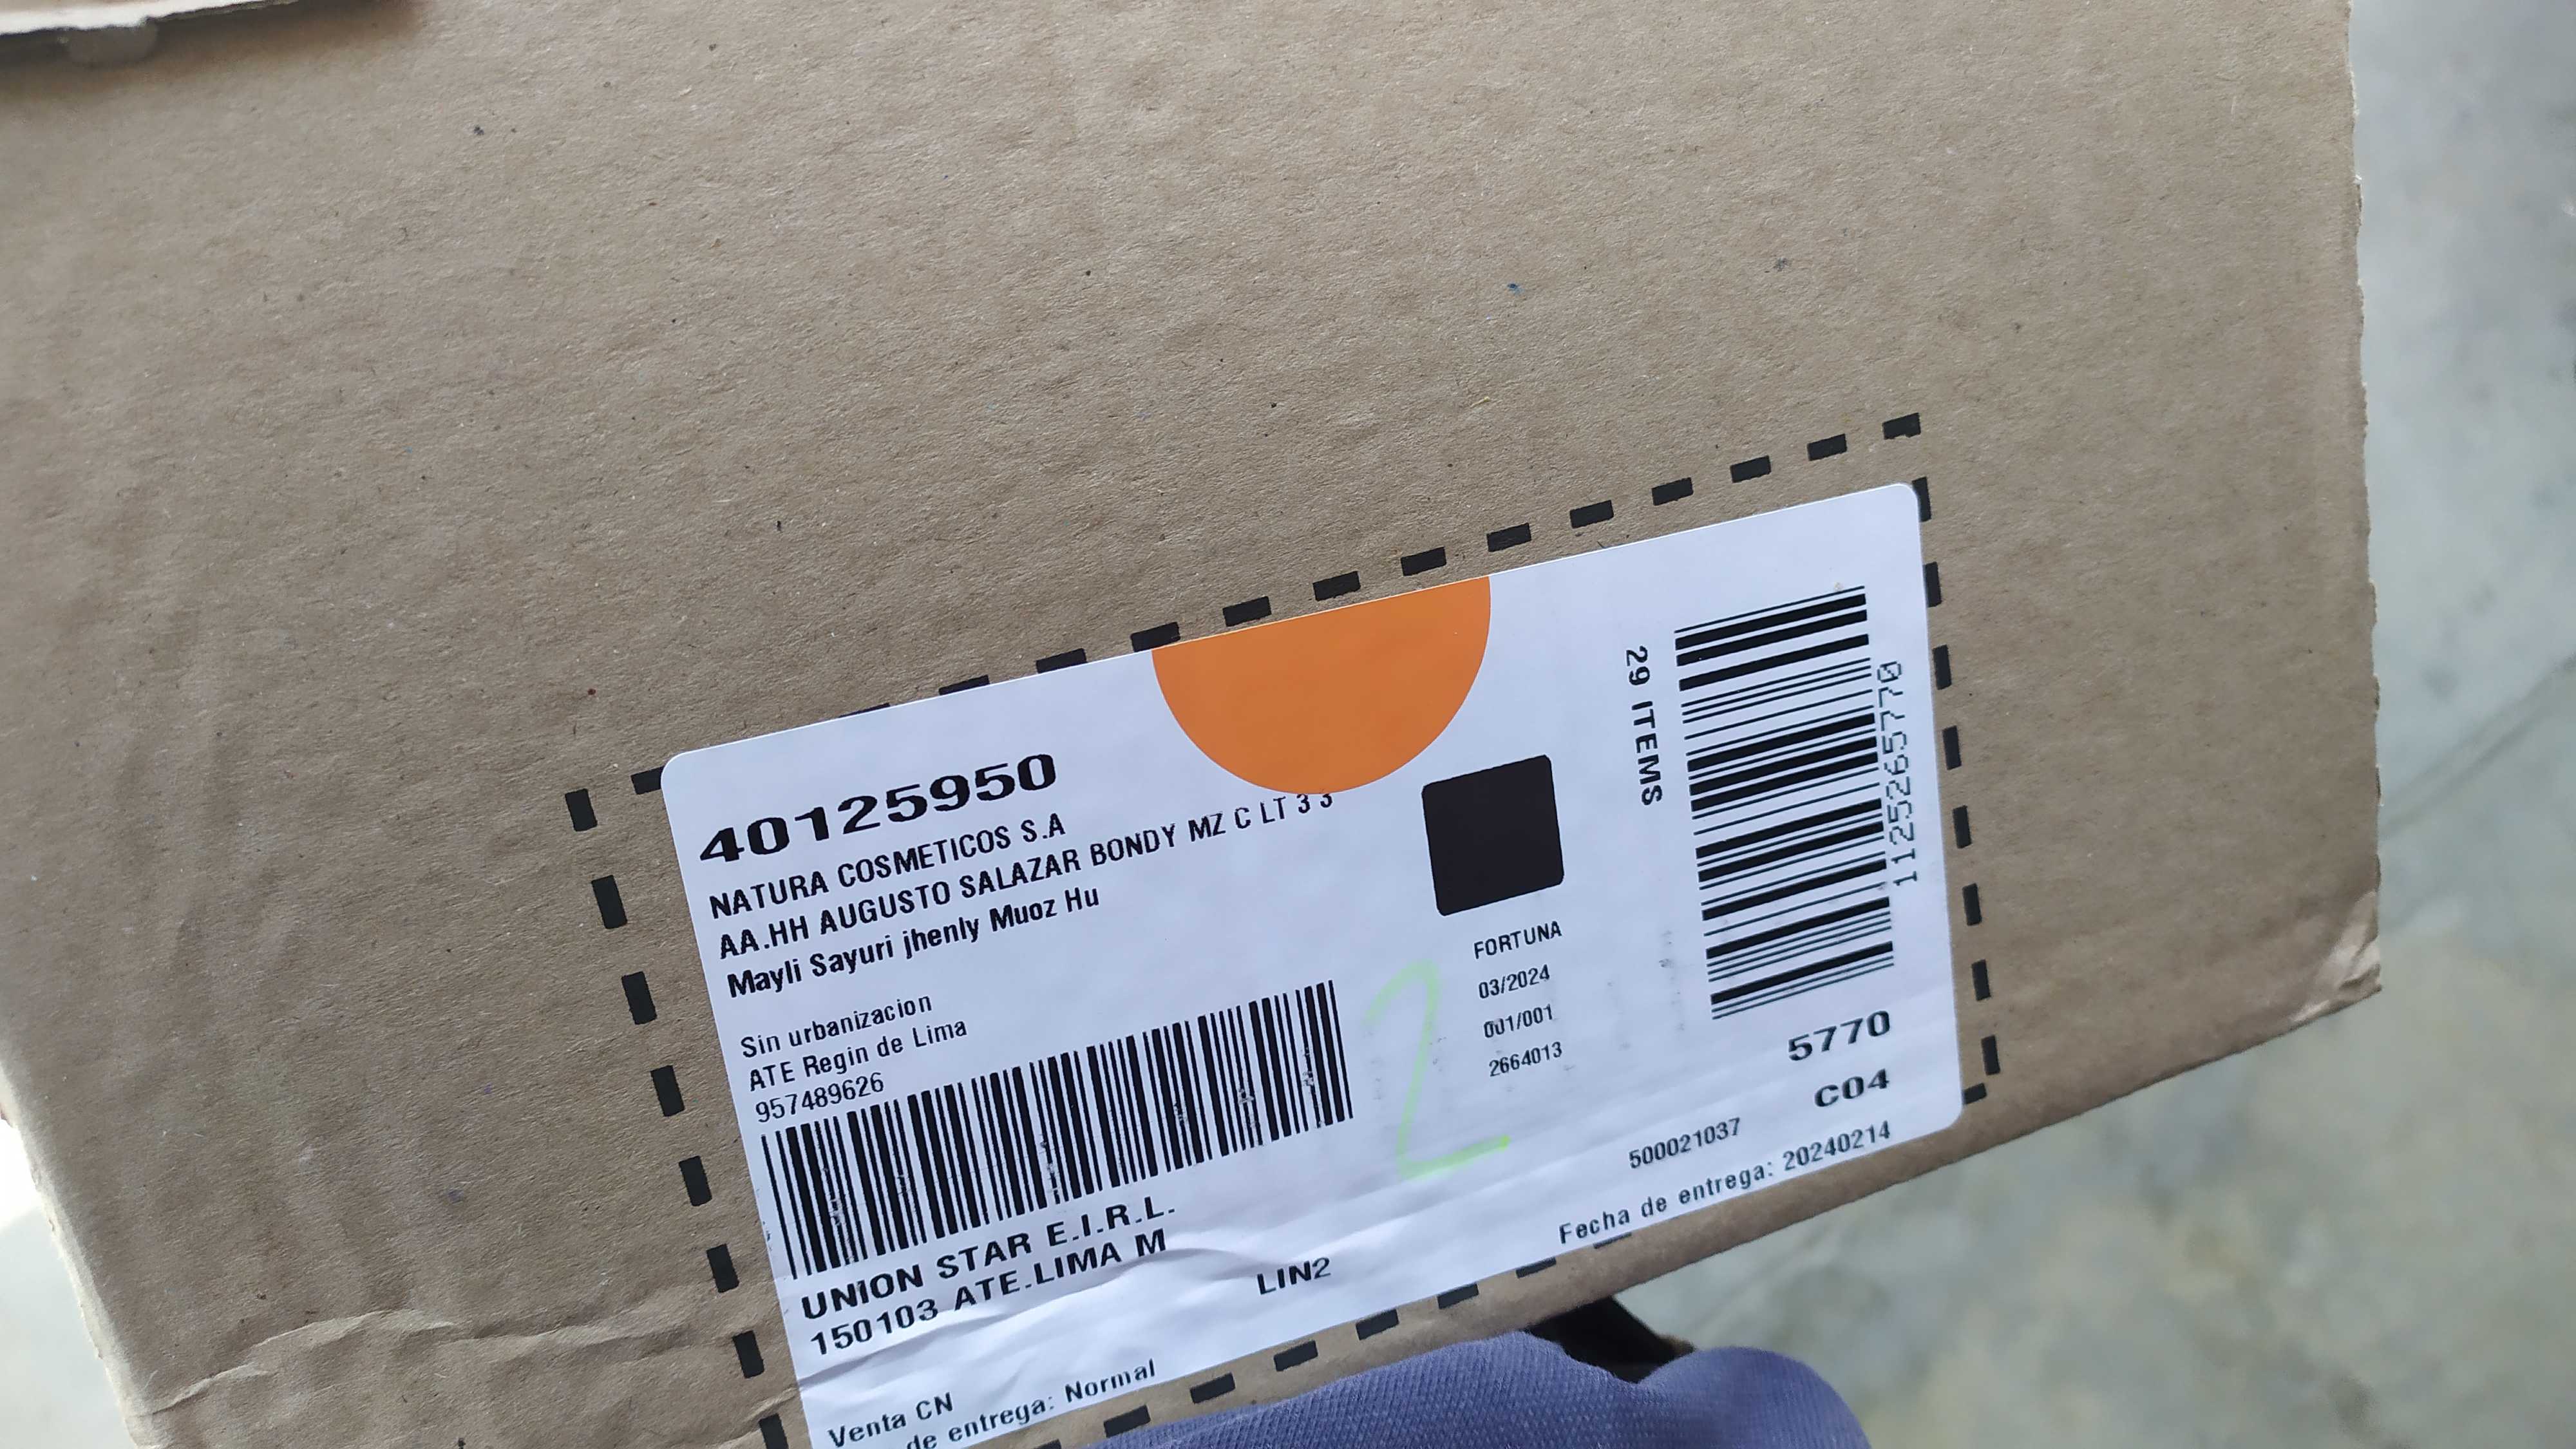 40125950
NATURA COSMETICOS S.A
AA.HH AUGUSTO SALAZAR BONDY MZ C LT 3 3
Mayli Sayuri jhenly Muoz Hu
Sin urbanizacion
ATE Regin de Lima
957489626
UNION STAR E.I.R.L.
150103 ATE.LIMA M
LIN2
Venta CN
de entrega: Normal
2
FORTUNA
03/2024
001/001
2664013
29 ITEMS
1125265770
5770
C04
500021037
Fecha de entrega: 20240214